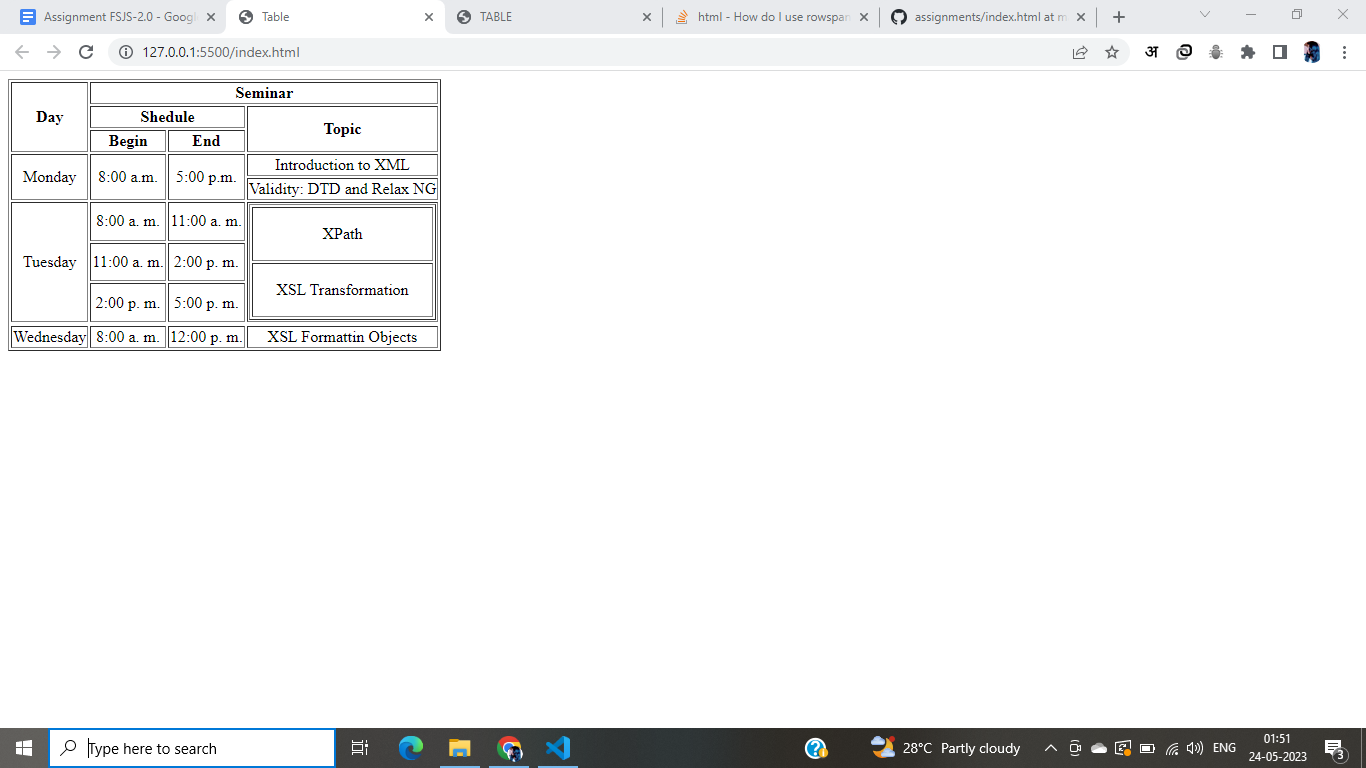 Assignment FSJS-2.0 - Googl
Table
TABLE
html - How do I use rowspan
assignments/index.html at m
127.0.0.1:5500/index.html
अ
Day
Seminar
Shedule
Topic
Begin
End
Monday
8:00 a.m.
5:00 p.m.
Introduction to XML
Validity: DTD and Relax NG
Tuesday
8:00 a. m.
11:00 a. m.
XPath
11:00 a. m.
2:00 p. m.
XSL Transformation
2:00 p. m.
5:00 p. m.
Wednesday
8:00 a. m.
12:00 p. m.
XSL Formattin Objects
Type here to search
28°C Partly cloudy
ENG
01:51
24-05-2023
3